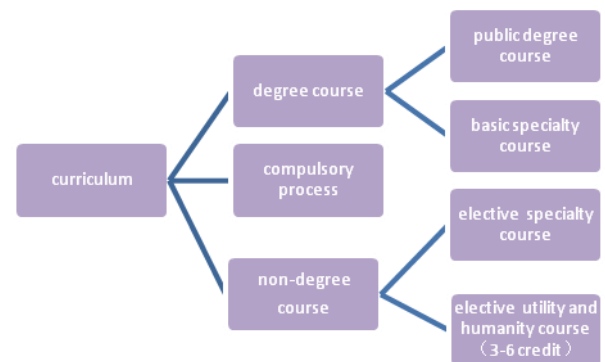 public degree
course
degree course
basic specialty
course
curriculum
compulsory
process
elective specialty
course
non-degree
course
elective utility and
humanity course
（3-6 credit）